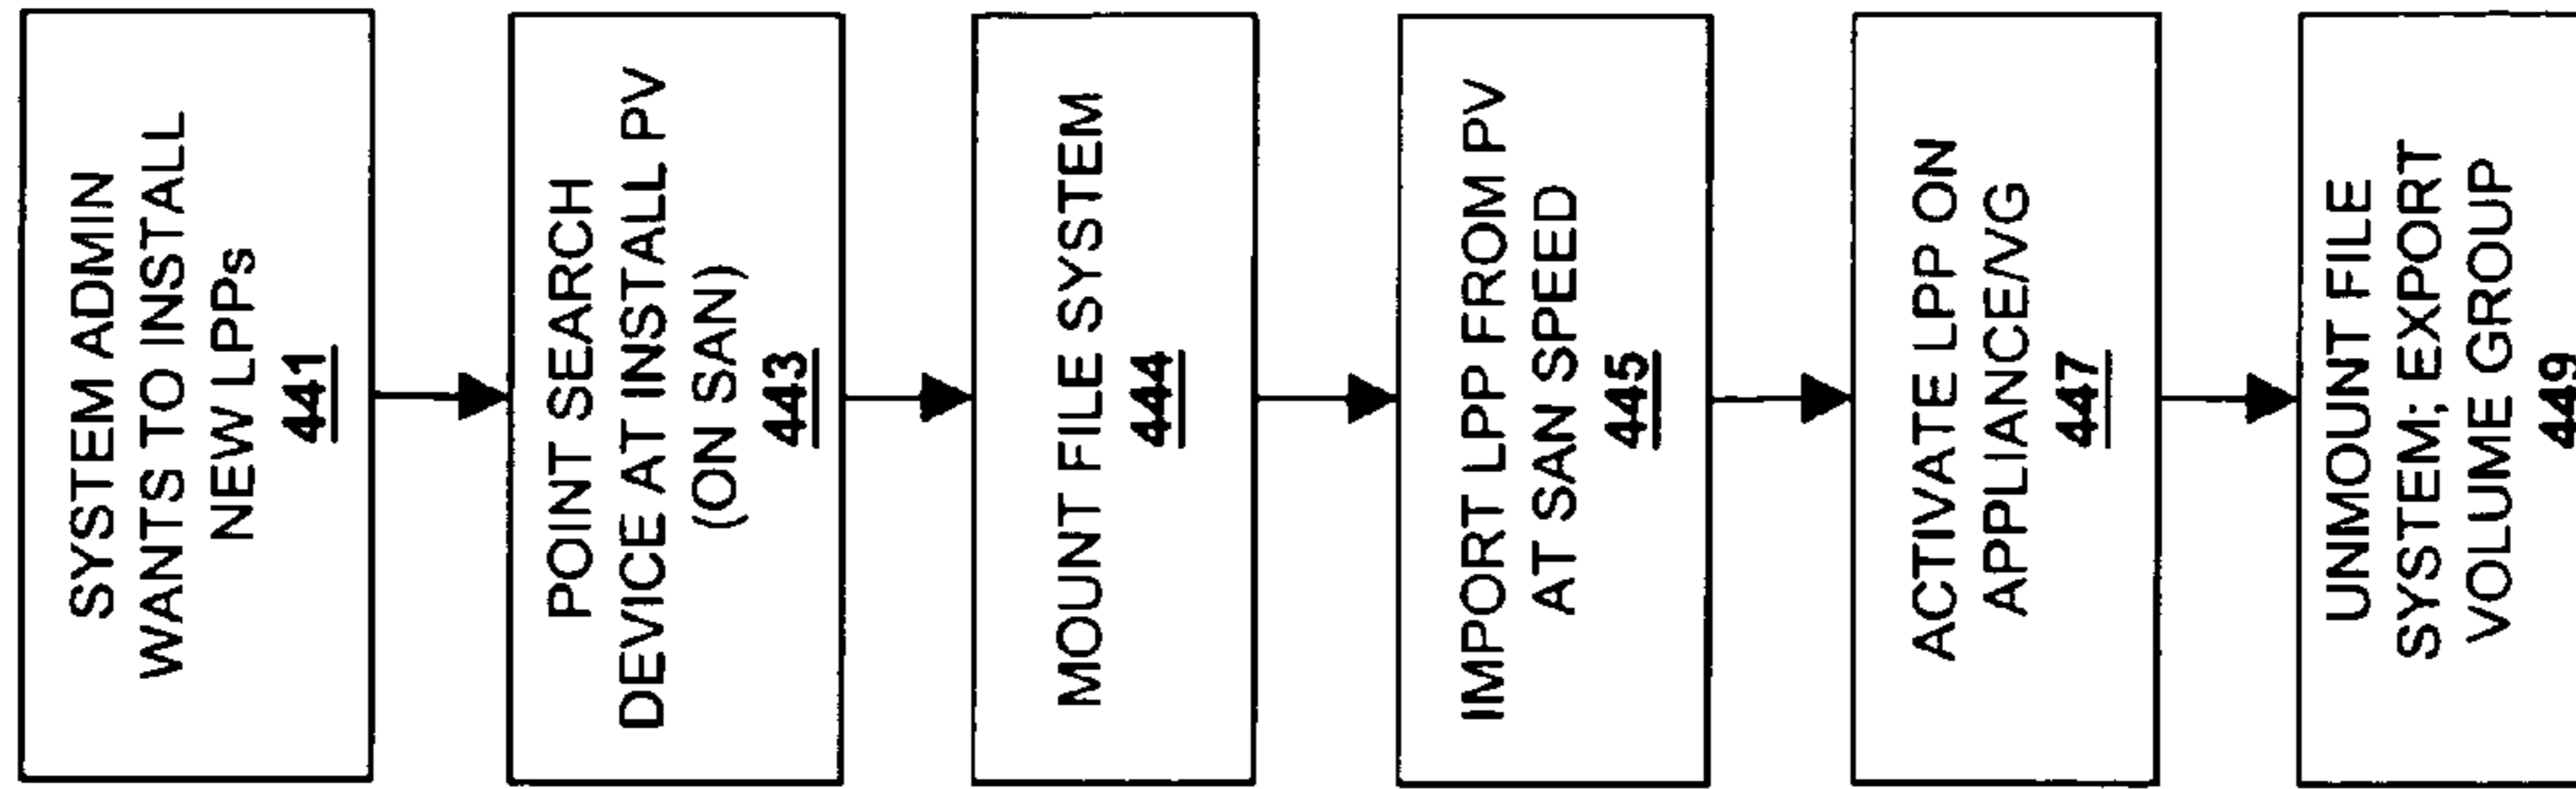 SYSTEM ADMIN
WANTS TO INSTALL
NEW LPPs
441
POINT SEARCH
DEVICE AT INSTALL PV
(ON SAN)
443
MOUNT FILE SYSTEM
444
IMPORT LPP FROM PV
AT SAN SPEED
445
ACTIVATE LPP ON
APPLIANCE/VG
447
UNMOUNT FILE
SYSTEM; EXPORT
VOLUME GROUP
449